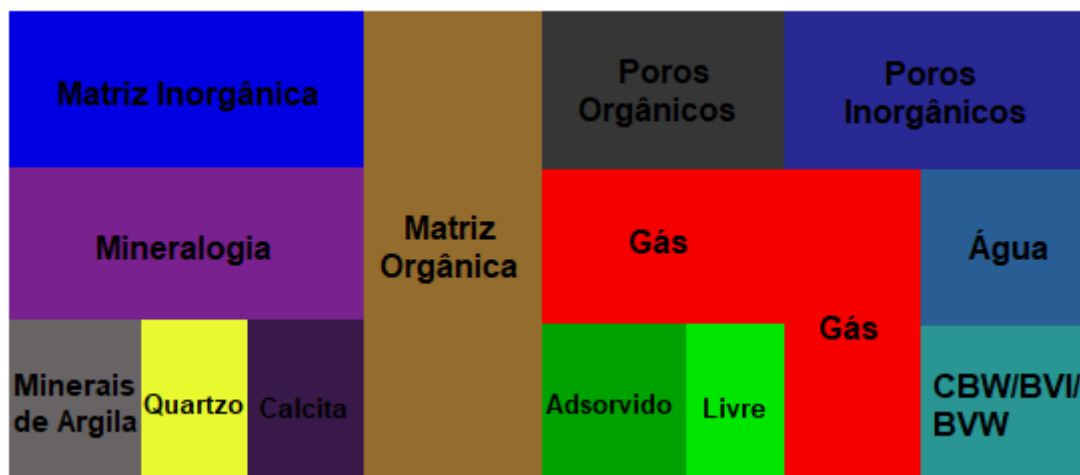 Matriz Inorgânica
Poros
Orgânicos
Poros
Inorgânicos
Mineralogia
Matriz
Orgânica
Gás
Água
Gás
Minerais
de Argila
Quartzo
Calcita
Adsorvido
Livre
CBW/BVI/
BVW